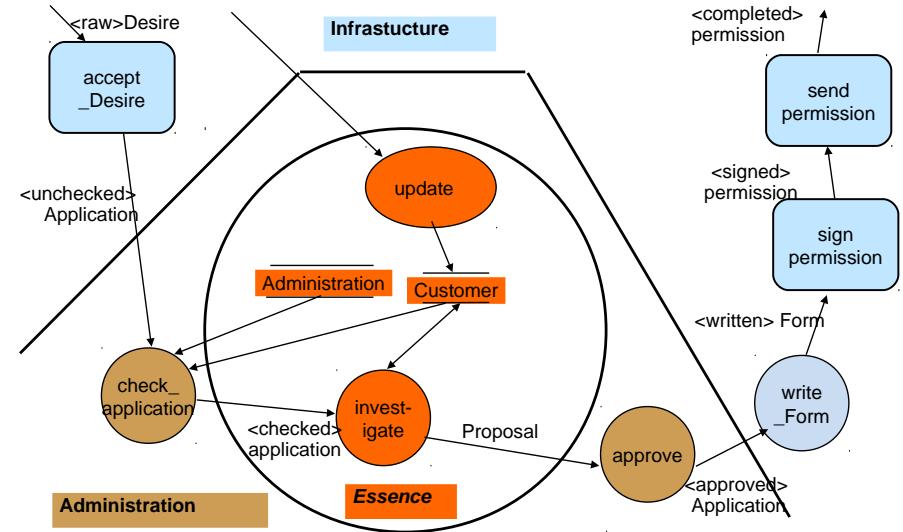 <raw>Desire
Infrastucture
<completed>
permission
accept
_Desire
send
permission
<unchecked>
Application
update
<signed>
permission
sign
permission
Administration
Customer
<written> Form
check_
application
invest-
igate
write
_Form
<checked>
application
Proposal
approve
<approved>
Application
Administration
Essence